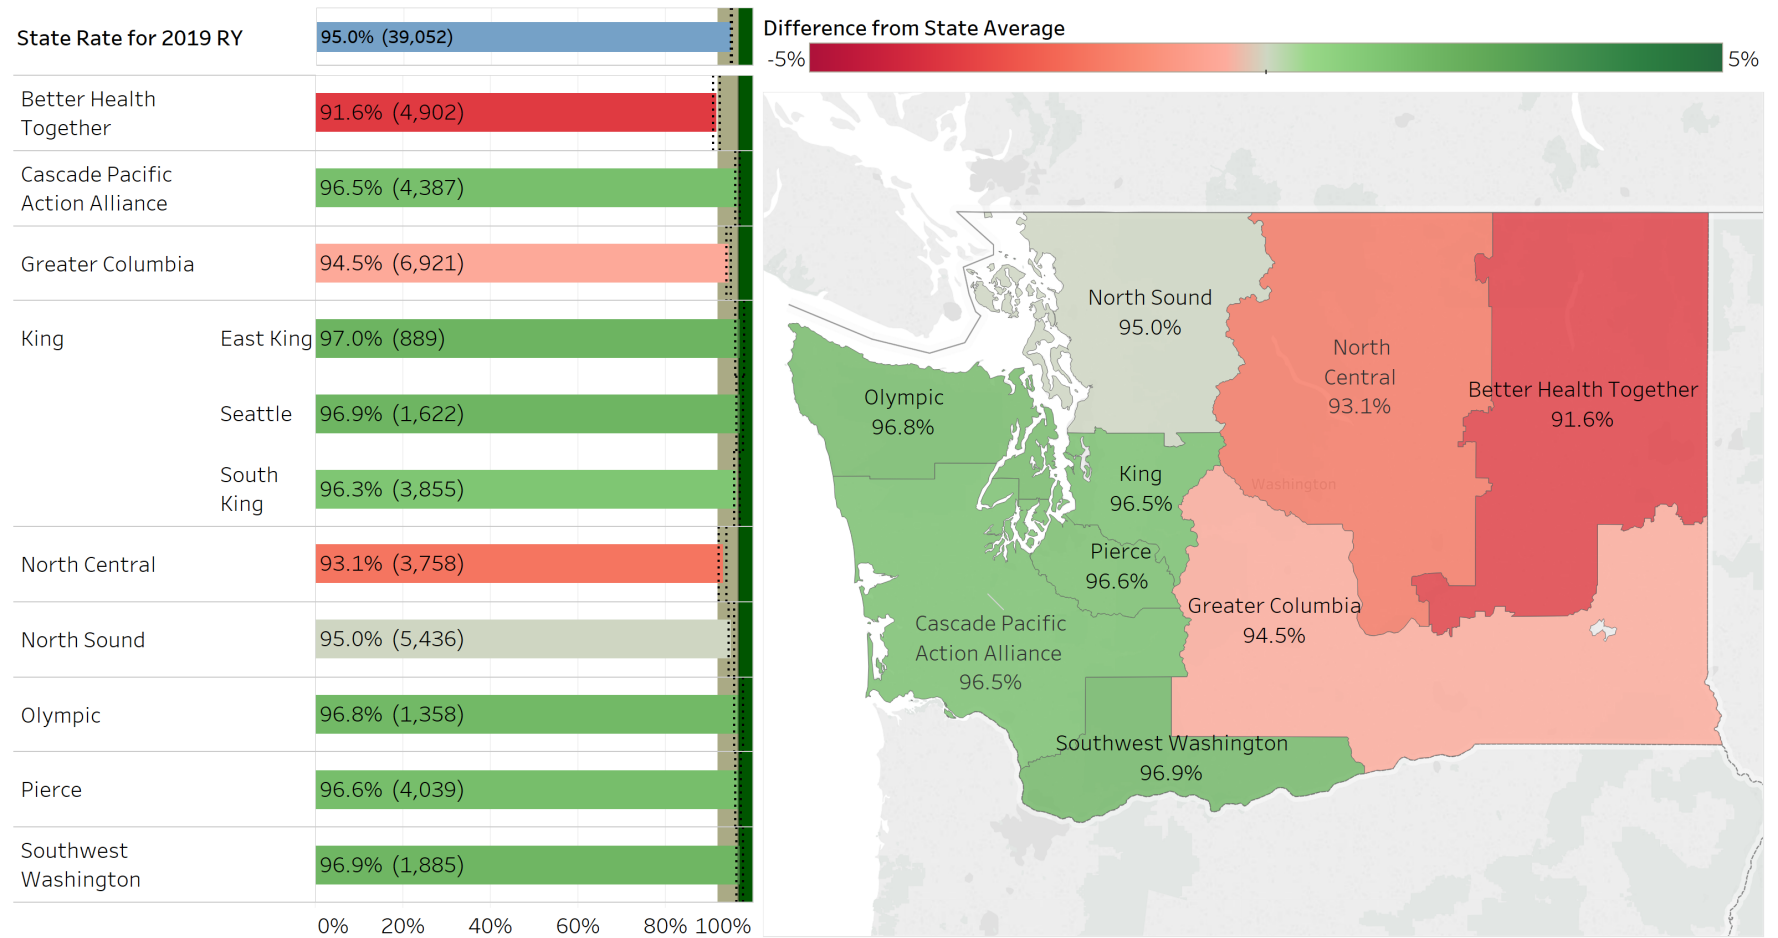 State Rate for 2019 RY
95.0% (39,052)
Better Health
Together
91.6% (4,902)
Cascade Pacific
Action Alliance
96.5% (4,387)
Greater Columbia
94.5% (6,921)
King
East King
97.0% (889)
Seattle
96.9% (1,622)
South
King
96.3% (3,855)
North Central
93.1% (3,758)
North Sound
95.0% (5,436)
Olympic
96.8% (1,358)
Pierce
96.6% (4,039)
Southwest
Washington
96.9% (1,885)
0% 20% 40% 60% 80% 100%
Difference from State Average
-5%
5%
North Sound
95.0%
North
Central
93.1%
Better Health Together
91.6%
Olympic
96.8%
King
96.5%
Washington
Pierce
96.6%
Greater Columbia
94.5%
Cascade Pacific
Action Alliance
96.5%
Southwest Washington
96.9%